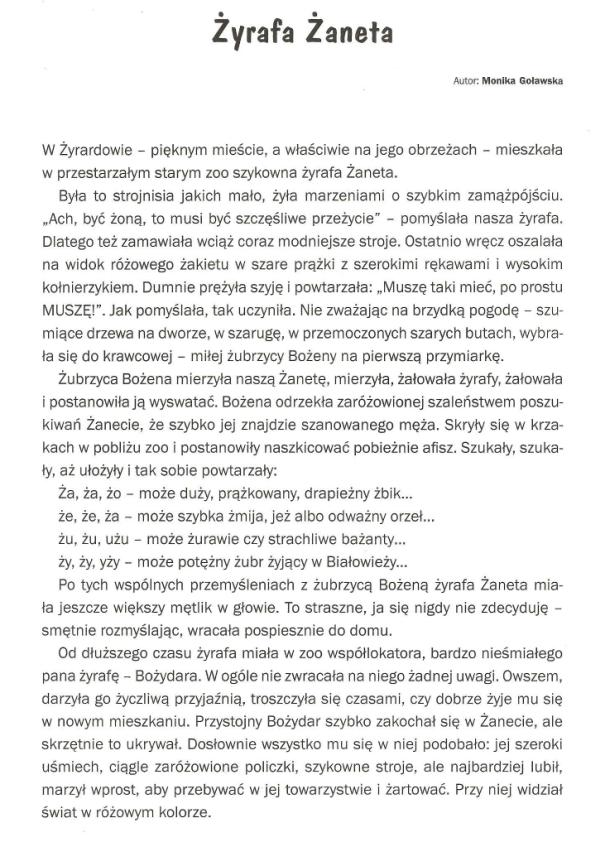 Żyrafa Żaneta
Autor: Monika Goławska
W Żyrardowie – pięknym mieście, a właściwie na jego obrzeżach – mieszkała
w przestarzałym starym zoo szykowna żyrafa Żaneta.
Była to strojnisia jakich mało, żyła marzeniami o szybkim zamążpójściu.
„Ach, być żoną, to musi być szczęśliwe przeżycie” – pomyślała nasza żyrafa.
Dlatego też zamawiała wciąż coraz modniejsze stroje. Ostatnio wręcz oszalała
na widok różowego żakietu w szare prążki z szerokimi rękawami i wysokim
kołnierzykiem. Dumnie prężyła szyję i powtarzała: „Muszę taki mieć, po prostu
MUSZĘ!”. Jak pomyślała, tak uczyniła. Nie zważając na brzydką pogodę – szu-
miące drzewa na dworze, w szarugę, w przemoczonych szarych butach, wybra-
ła się do krawcowej – miłej żubrzycy Bożeny na pierwszą przymiarkę.
Żubrzyca Bożena mierzyła naszą Żanetę, mierzyła, żałowała żyrafy, żałowała
i postanowiła ją wyswatać. Bożena odrzekła zaróżowionej szaleństwem poszu-
kiwań Żanecie, że szybko jej znajdzie szanowanego męża. Skryły się w krza-
kach w pobliżu zoo i postanowiły naszkicować pobieżnie afisz. Szukały, szuka-
ły, aż ułożyły i tak sobie powtarzały:
Ża, ża, żo – może duży, prążkowany, drapieżny żbik...
że, że, ża – może szybka żmija, jeż albo odważny orzeł...
żu, żu, użu – może żurawie czy strachliwe bażanty...
ży, ży, yży – może potężny żubr żyjący w Białowieży...
Po tych wspólnych przemyśleniach z żubrzycą Bożeną żyrafa Żaneta mia-
ła jeszcze większy mętlik w głowie. To straszne, ja się nigdy nie zdecyduję –
smętnie rozmyślając, wracała pospiesznie do domu.
Od dłuższego czasu żyrafa miała w zoo współlokatora, bardzo nieśmiałego
pana żyrafę – Bożydara. W ogóle nie zwracała na niego żadnej uwagi. Owszem,
darzyła go życzliwą przyjaźnią, troszczyła się czasami, czy dobrze żyje mu się
w nowym mieszkaniu. Przystojny Bożydar szybko zakochał się w Żanecie, ale
skrzętnie to ukrywał. Dosłownie wszystko mu się w niej podobało: jej szeroki
uśmiech, ciągle zaróżowione policzki, szykowne stroje, ale najbardziej lubił,
marzył wprost, aby przebywać w jej towarzystwie i żartować. Przy niej widział
świat w różowym kolorze.